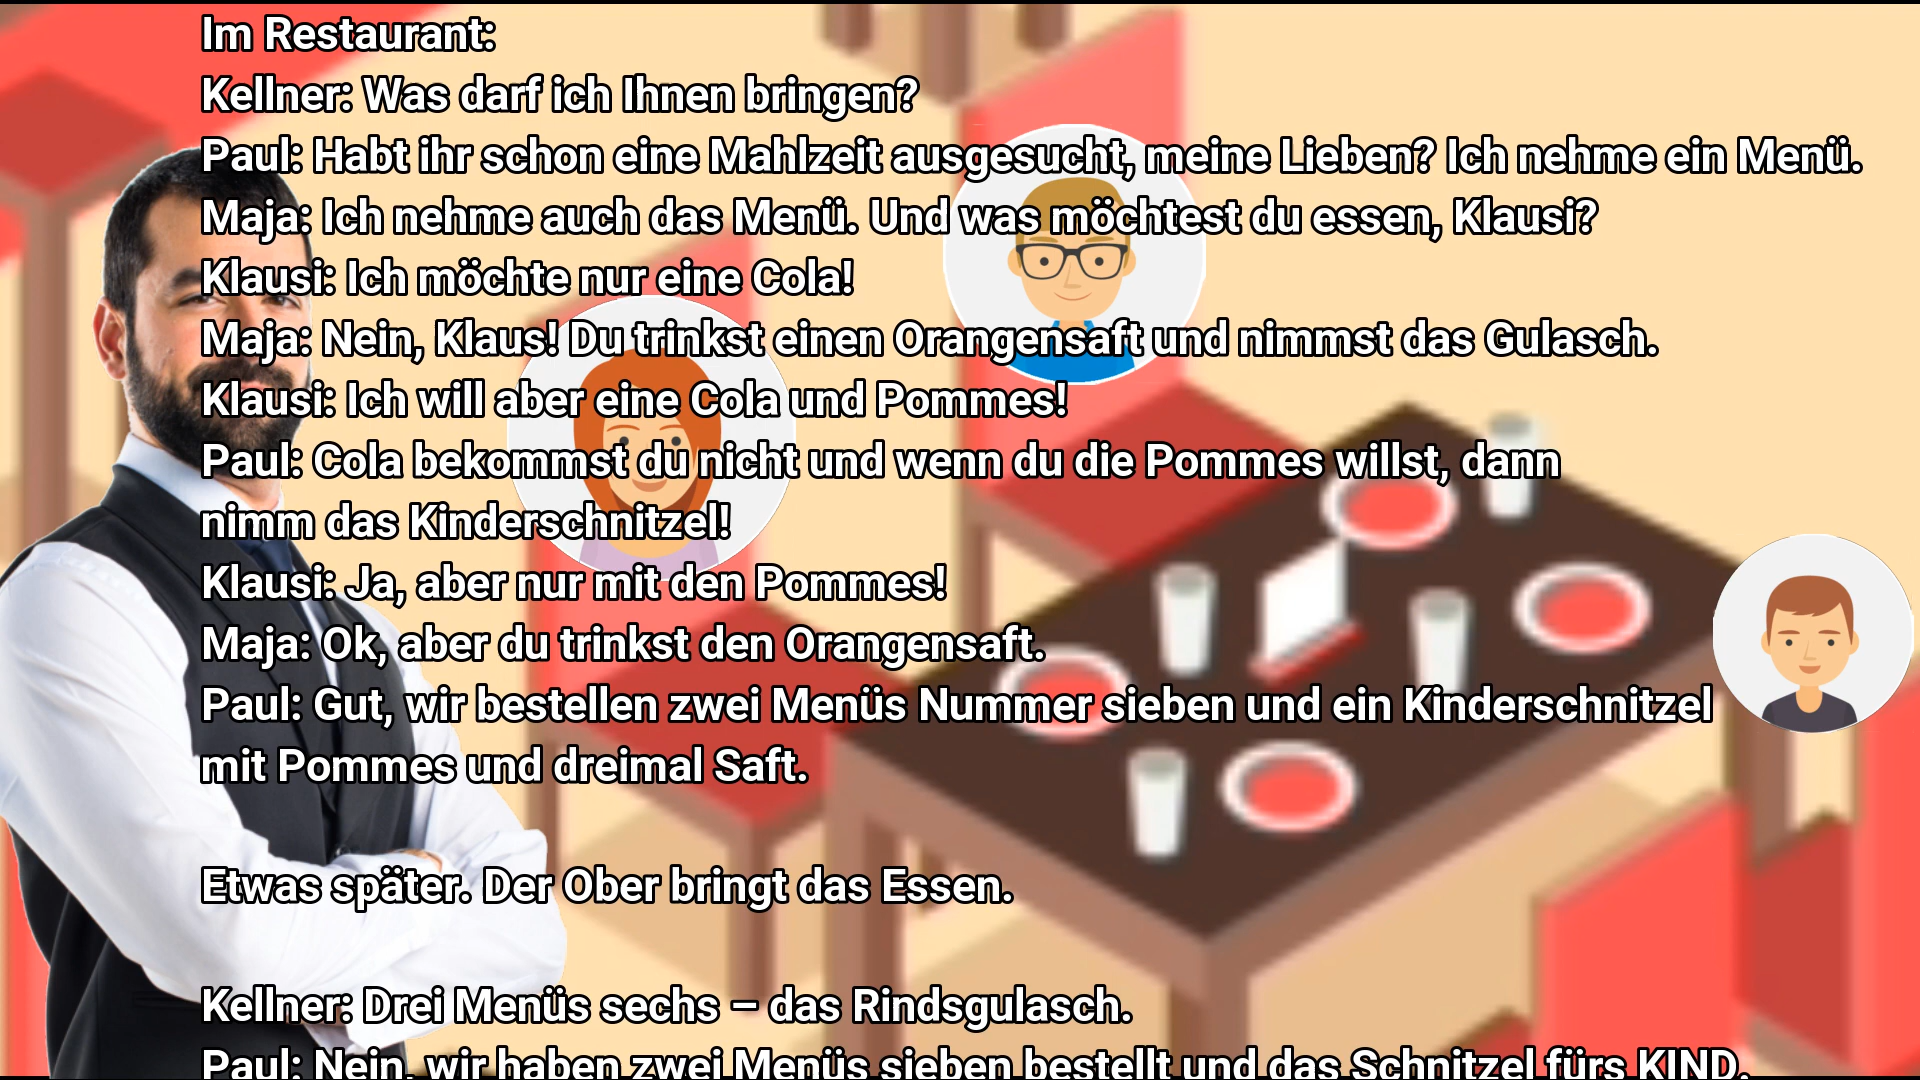 Im Restaurant:
Kellner: Was darf ich Ihnen bringen?
Paul: Habt ihr schon eine Mahlzeit ausgesucht, meine Lieben? Ich nehme ein Menü.
Maja: Ich nehme auch das Menü. Und was möchtest du essen, Klausi?
Klausi: Ich möchte nur eine Cola!
Maja: Nein, Klaus! Du trinkst einen Orangensaft und nimmst das Gulasch.
Klausi: Ich will aber eine Cola und Pommes!
Paul: Cola bekommst du nicht und wenn du die Pommes willst, dann
nimm das Kinderschnitzel!
Klausi: Ja, aber nur mit den Pommes!
Maja: Ok, aber du trinkst den Orangensaft.
Paul: Gut, wir bestellen zwei Menüs Nummer sieben und ein Kinderschnitzel
mit Pommes und dreimal Saft.
Etwas später. Der Ober bringt das Essen.
Kellner: Drei Menüs sechs – das Rindsgulasch.
Paul: Nein, wir haben zwei Menüs sieben bestellt und das Schnitzel fürs KIND.